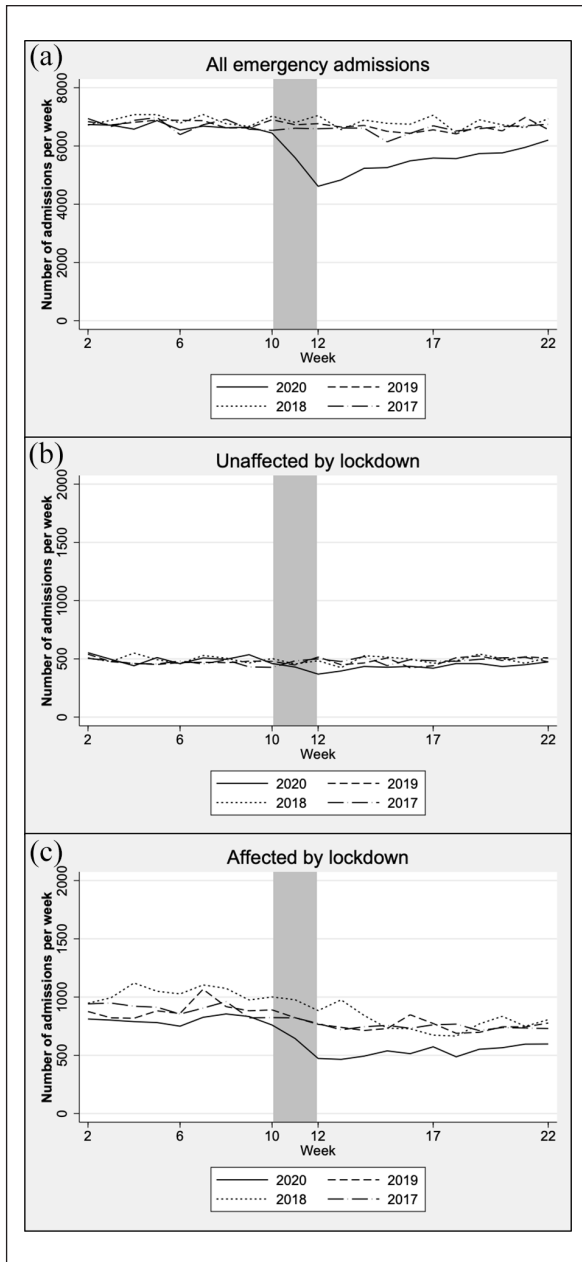 (a)
All emergency admissions
Number of admissions per week
8000
6000
4000
2000
0
2 6 10 12 17 22
Week
2020 2019
2018 2017
(b)
Unaffected by lockdown
Number of admissions per week
2000
1500
1000
500
0
2 6 10 12 17 22
Week
2020 2019
2018 2017
(c)
Affected by lockdown
Number of admissions per week
2000
1500
1000
500
0
2 6 10 12 17 22
Week
2020 2019
2018 2017